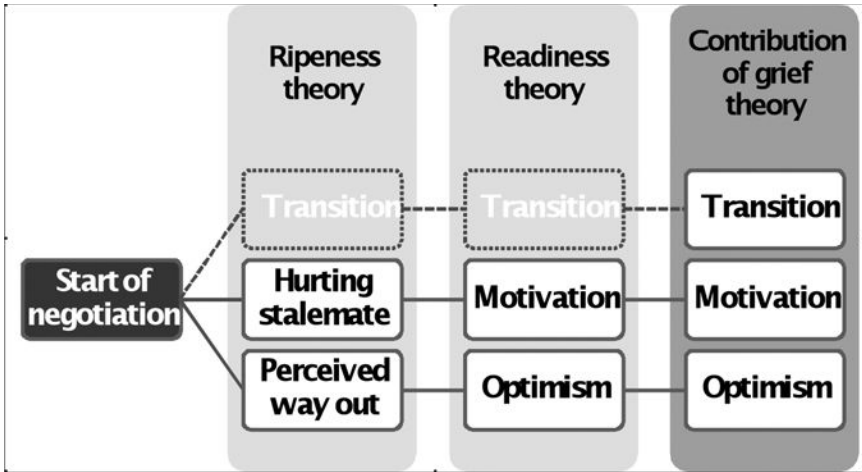 Ripeness
theory
Readiness
theory
Contribution
of grief
theory
Transition
Transition
Transition
Start of
negotiation
Hurting
stalemate
Motivation
Motivation
Perceived
way out
Optimism
Optimism